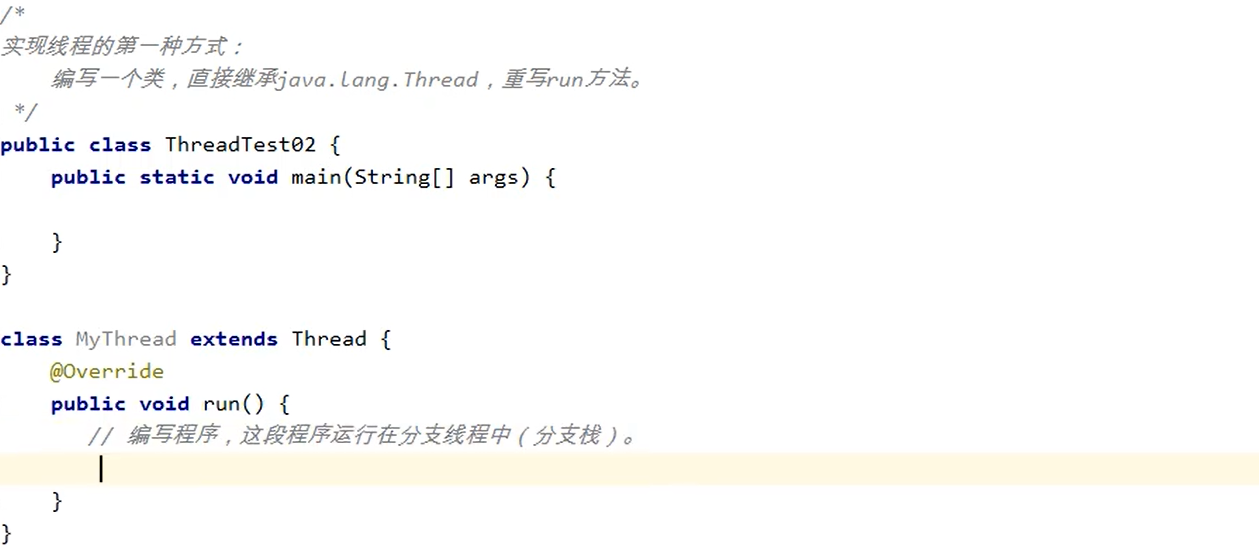 /*
实现线程的第一种方式：
    编写一个类，直接继承java.lang.Thread，重写run方法。
 */
public class ThreadTest02 {
    public static void main(String[] args) {

    }
}

class MyThread extends Thread {
    @Override
    public void run() {
       // 编写程序，这段程序运行在分支线程中（分支栈）。

    }
}